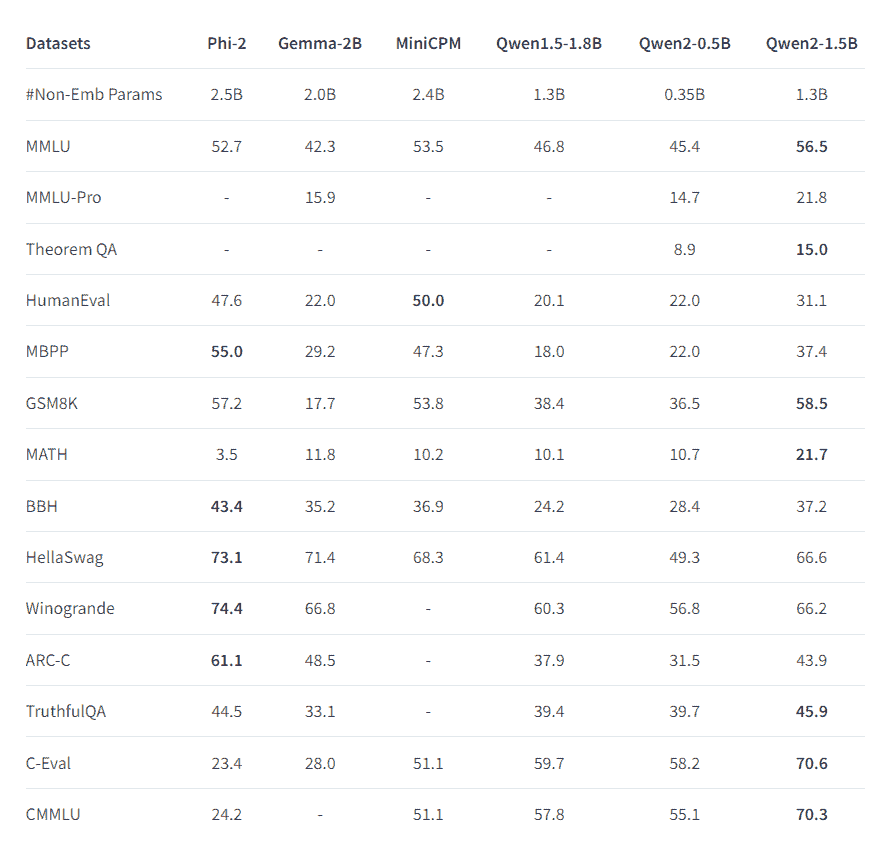 Datasets Phi-2 Gemma-2B MiniCPM Qwen1.5-1.8B Qwen2-0.5B Qwen2-1.5B
#Non-Emb Params 2.5B 2.0B 2.4B 1.3B 0.35B 1.3B
MMLU 52.7 42.3 53.5 46.8 45.4 56.5
MMLU-Pro - 15.9 - - 14.7 21.8
Theorem QA - - - - 8.9 15.0
HumanEval 47.6 22.0 50.0 20.1 22.0 31.1
MBPP 55.0 29.2 47.3 18.0 22.0 37.4
GSM8K 57.2 17.7 53.8 38.4 36.5 58.5
MATH 3.5 11.8 10.2 10.1 10.7 21.7
BBH 43.4 35.2 36.9 24.2 28.4 37.2
HellaSwag 73.1 71.4 68.3 61.4 49.3 66.6
Winogrande 74.4 66.8 - 60.3 56.8 66.2
ARC-C 61.1 48.5 - 37.9 31.5 43.9
TruthfulQA 44.5 33.1 - 39.4 39.7 45.9
C-Eval 23.4 28.0 51.1 59.7 58.2 70.6
CMMLU 24.2 - 51.1 57.8 55.1 70.3